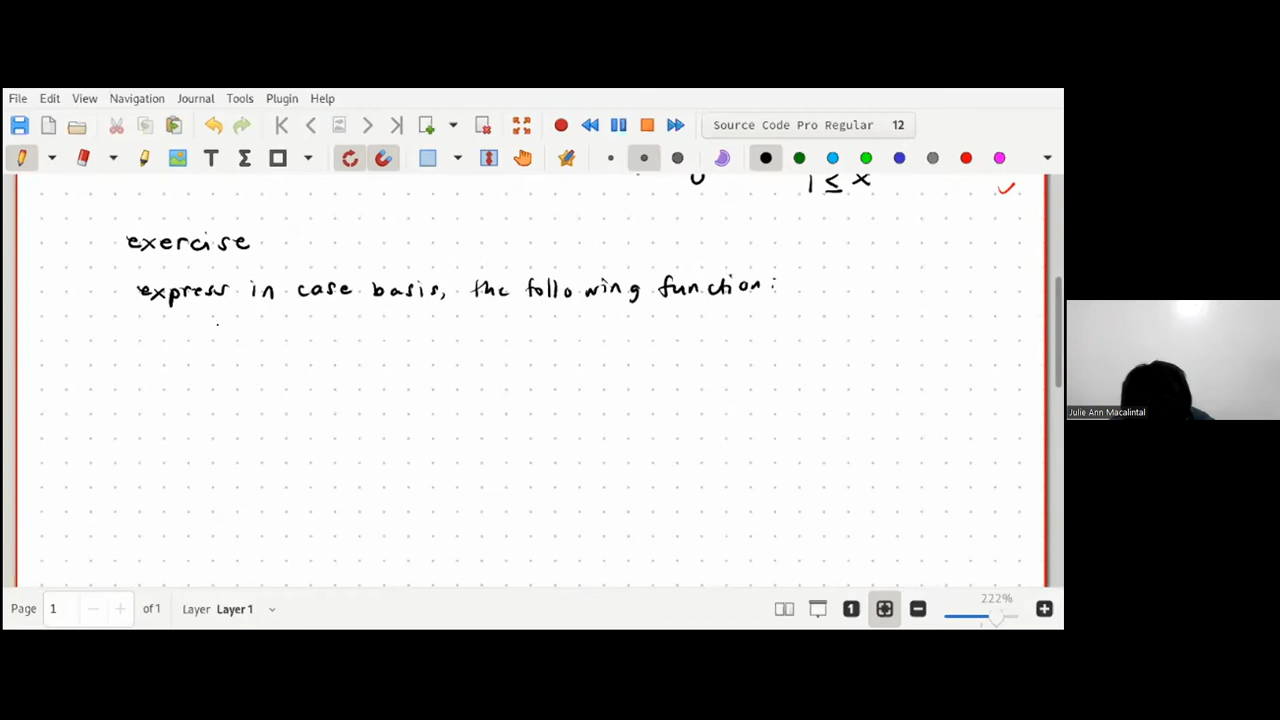 File Edit View Navigation Journal Tools Plugin Help
Source Code Pro Regular 12
1 ≤ x
exercise
express in case basis, the following function:
Julie Ann Macalintal
Page 1 of 1 Layer Layer 1 222%